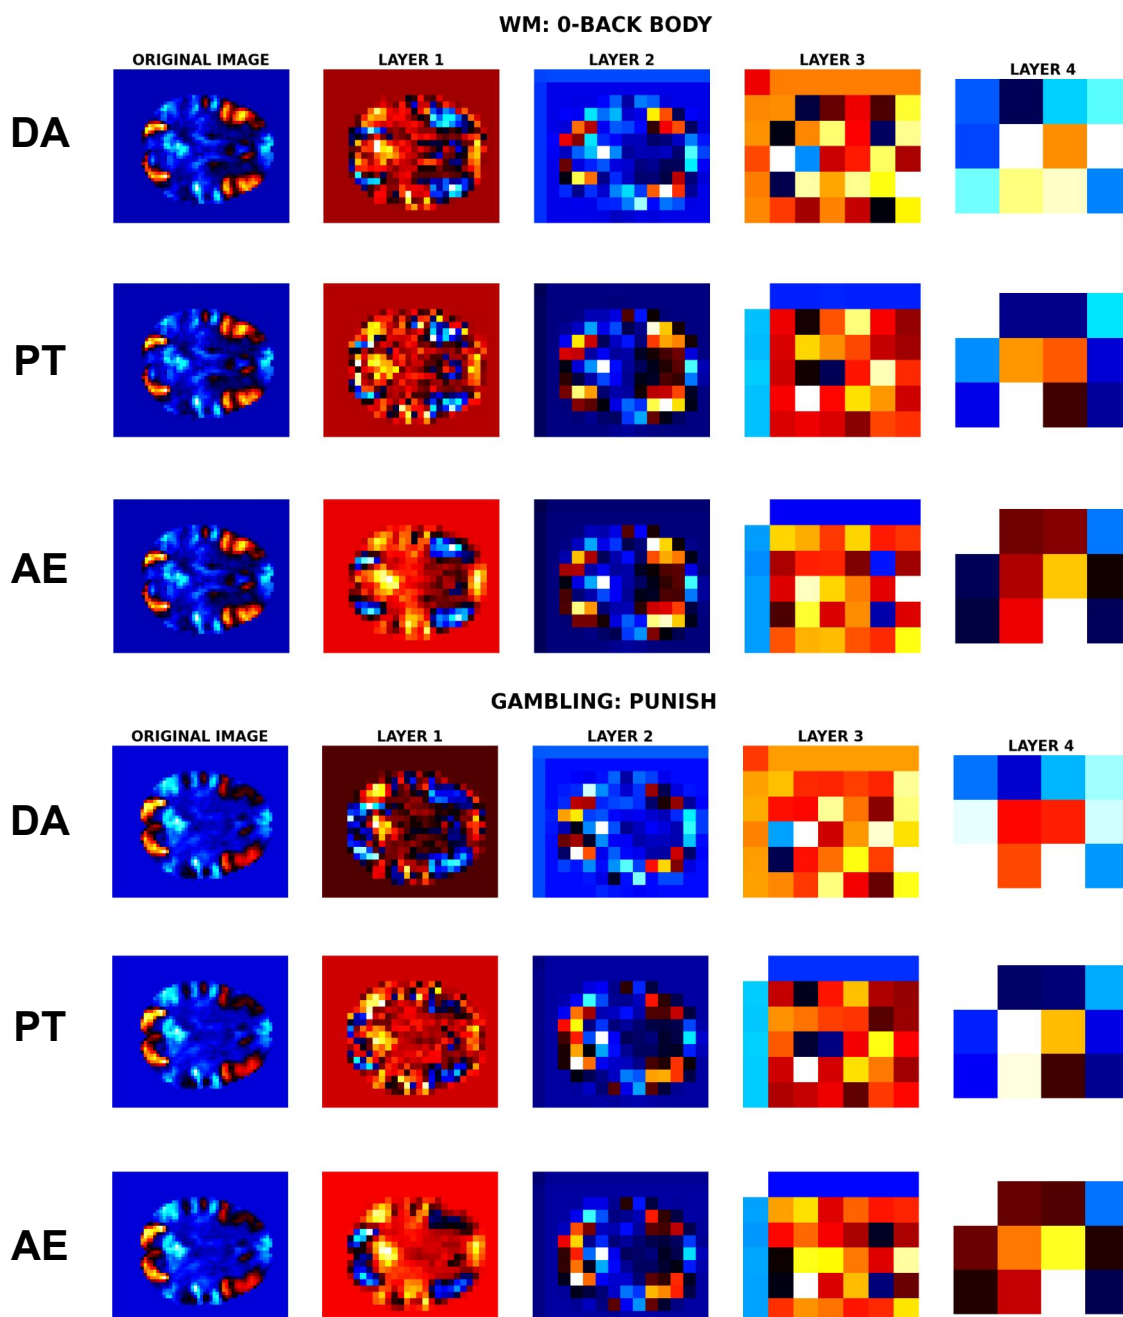 WM: 0-BACK BODY
ORIGINAL IMAGE LAYER 1 LAYER 2 LAYER 3 LAYER 4
DA
PT
AE
GAMBLING: PUNISH
ORIGINAL IMAGE LAYER 1 LAYER 2 LAYER 3 LAYER 4
DA
PT
AE